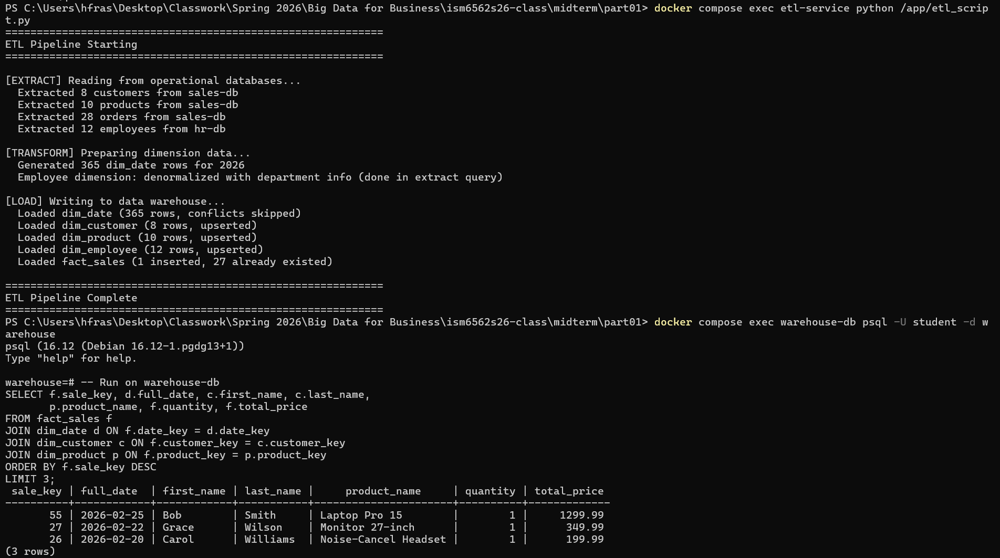 PS C:\Users\hfras\Desktop\Classwork\Spring 2026\Big Data for Business\ism6562s26-class\midterm\part01> docker compose exec etl-service python /app/etl_scrip
t.py
============================================================
ETL Pipeline Starting
============================================================
[EXTRACT] Reading from operational databases...
  Extracted 8 customers from sales-db
  Extracted 10 products from sales-db
  Extracted 28 orders from sales-db
  Extracted 12 employees from hr-db
[TRANSFORM] Preparing dimension data...
  Generated 365 dim_date rows for 2026
  Employee dimension: denormalized with department info (done in extract query)
[LOAD] Writing to data warehouse...
  Loaded dim_date (365 rows, conflicts skipped)
  Loaded dim_customer (8 rows, upserted)
  Loaded dim_product (10 rows, upserted)
  Loaded dim_employee (12 rows, upserted)
  Loaded fact_sales (1 inserted, 27 already existed)
============================================================
ETL Pipeline Complete
============================================================
PS C:\Users\hfras\Desktop\Classwork\Spring 2026\Big Data for Business\ism6562s26-class\midterm\part01> docker compose exec warehouse-db psql -U student -d w
arehouse
psql (16.12 (Debian 16.12-1.pgdg13+1))
Type "help" for help.
warehouse=# -- Run on warehouse-db
SELECT f.sale_key, d.full_date, c.first_name, c.last_name,
       p.product_name, f.quantity, f.total_price
FROM fact_sales f
JOIN dim_date d ON f.date_key = d.date_key
JOIN dim_customer c ON f.customer_key = c.customer_key
JOIN dim_product p ON f.product_key = p.product_key
ORDER BY f.sale_key DESC
LIMIT 3;
 sale_key | full_date  | first_name | last_name |     product_name     | quantity | total_price
----------+------------+------------+-----------+----------------------+----------+-------------
       55 | 2026-02-25 | Bob        | Smith     | Laptop Pro 15        |        1 |     1299.99
       27 | 2026-02-22 | Grace      | Wilson    | Monitor 27-inch      |        1 |      349.99
       26 | 2026-02-20 | Carol      | Williams  | Noise-Cancel Headset |        1 |      199.99
(3 rows)